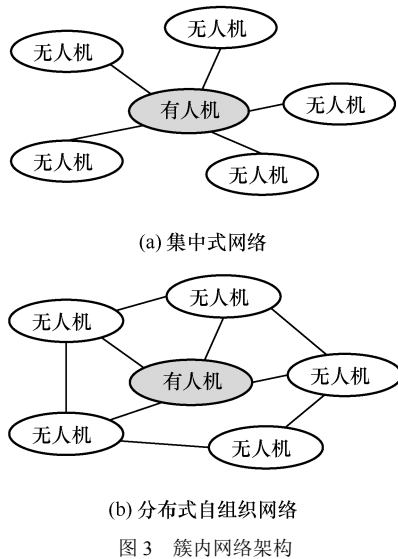 无人机
无人机
有人机
无人机
无人机
无人机
(a) 集中式网络
无人机
无人机
有人机
无人机
无人机
无人机
(b) 分布式自组织网络
图 3 簇内网络架构